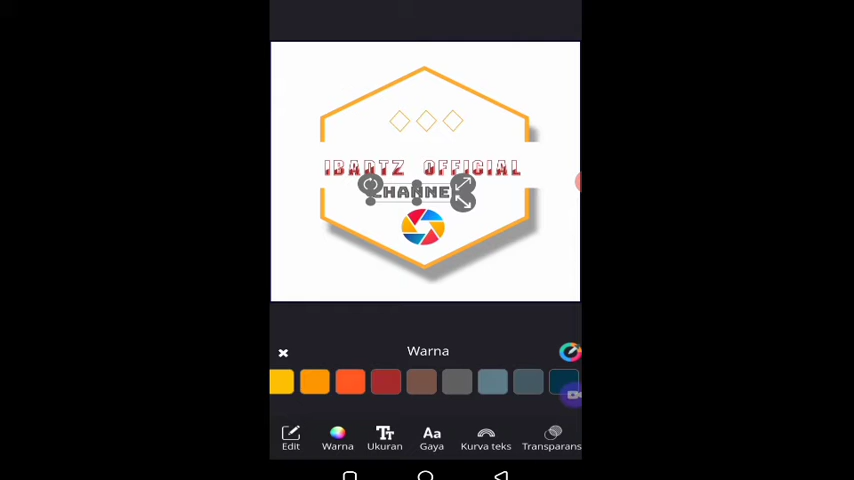 IBADTZ OFFICIAL
CHANNEL
Warna
Edit
Warna
Ukuran
Gaya
Kurva teks
Transparans